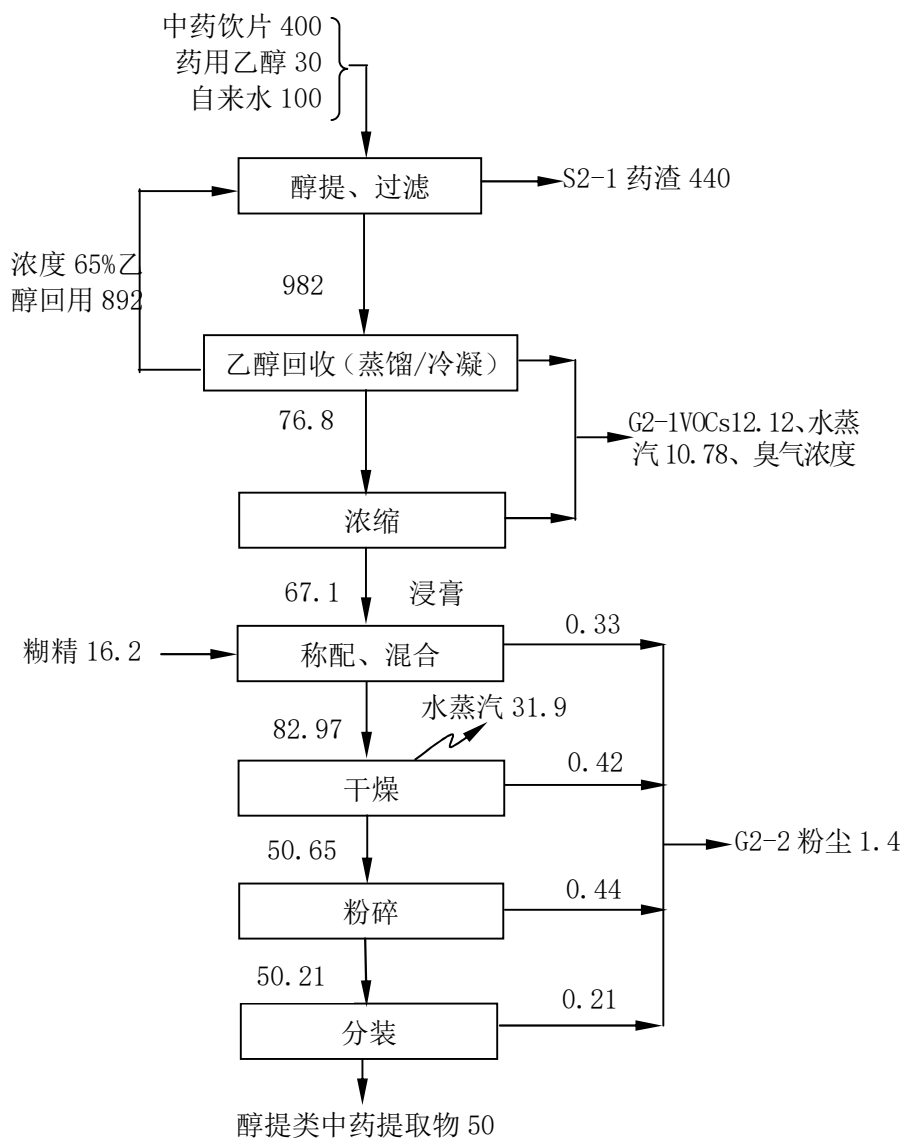 中药饮片 400
药用乙醇 30
自来水 100
醇提、过滤
S2-1 药渣 440
浓度 65%乙
醇回用 892
982
乙醇回收（蒸馏/冷凝）
76.8
G2-1VOCs12.12、水蒸
汽 10.78、臭气浓度
浓缩
67.1 浸膏
0.33
糊精 16.2
称配、混合
水蒸汽 31.9
82.97
0.42
干燥
50.65
G2-2 粉尘 1.4
0.44
粉碎
50.21
0.21
分装
醇提类中药提取物 50